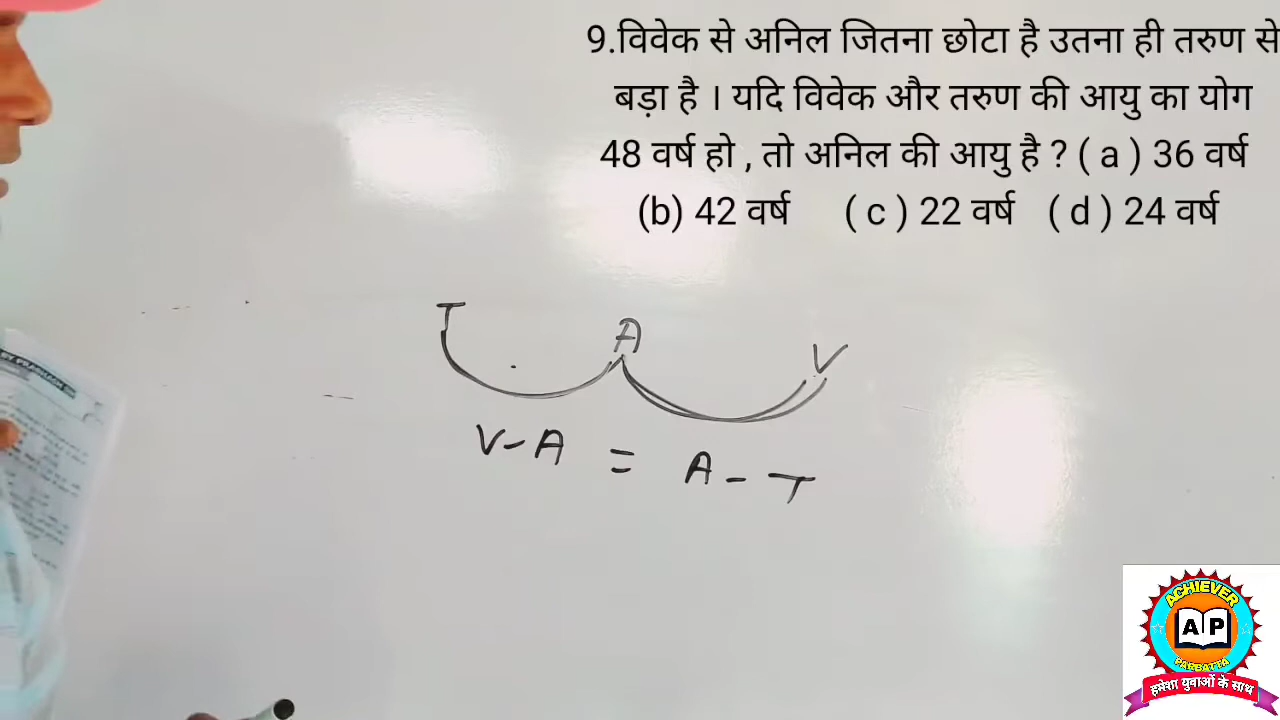 9.विवेक से अनिल जितना छोटा है उतना ही तरुण से
बड़ा है । यदि विवेक और तरुण की आयु का योग
48 वर्ष हो , तो अनिल की आयु है ? ( a ) 36 वर्ष
(b) 42 वर्ष ( c ) 22 वर्ष ( d ) 24 वर्ष
T A V
V-A = A-T
ACHIEVER
AP
PARBATTA
हमेशा युवाओं के साथ